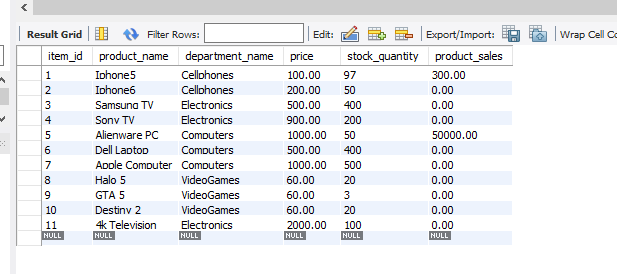 Result Grid Filter Rows: Edit: Export/Import: Wrap Cell Co
item_id product_name department_name price stock_quantity product_sales
1 Iphone5 Cellphones 100.00 97 300.00
2 Iphone6 Cellphones 200.00 50 0.00
3 Samsung TV Electronics 500.00 400 0.00
4 Sony TV Electronics 900.00 200 0.00
5 Alienware PC Computers 1000.00 50 50000.00
6 Dell Laptop Computers 500.00 400 0.00
7 Apple Computer Computers 1000.00 500 0.00
8 Halo 5 VideoGames 60.00 20 0.00
9 GTA 5 VideoGames 60.00 3 0.00
10 Destiny 2 VideoGames 60.00 20 0.00
11 4k Television Electronics 2000.00 100 0.00
NULL NULL NULL NULL NULL NULL